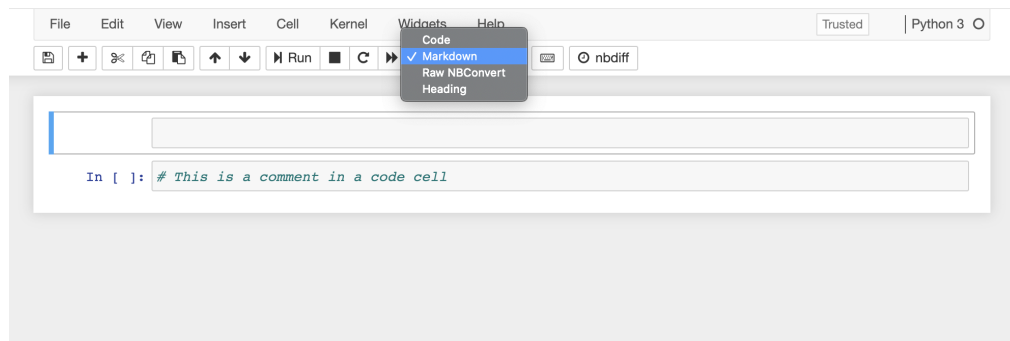 File Edit View Insert Cell Kernel Widgets Help Trusted Python 3
Run nbdiff
Code
✓ Markdown
Raw NBConvert
Heading
In [ ]: # This is a comment in a code cell